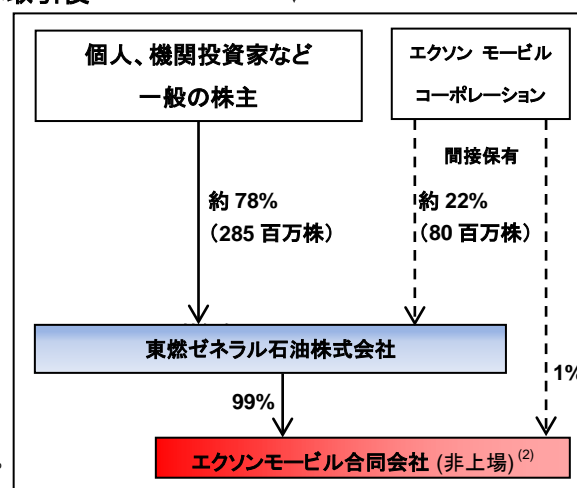 個人、機関投資家など
一般の株主
エクソン モービル
コーポレーション
間接保有
約 78%
（285 百万株）
約 22%
（80 百万株）
東燃ゼネラル石油株式会社
99%
1%
エクソンモービル合同会社 (非上場) (2)